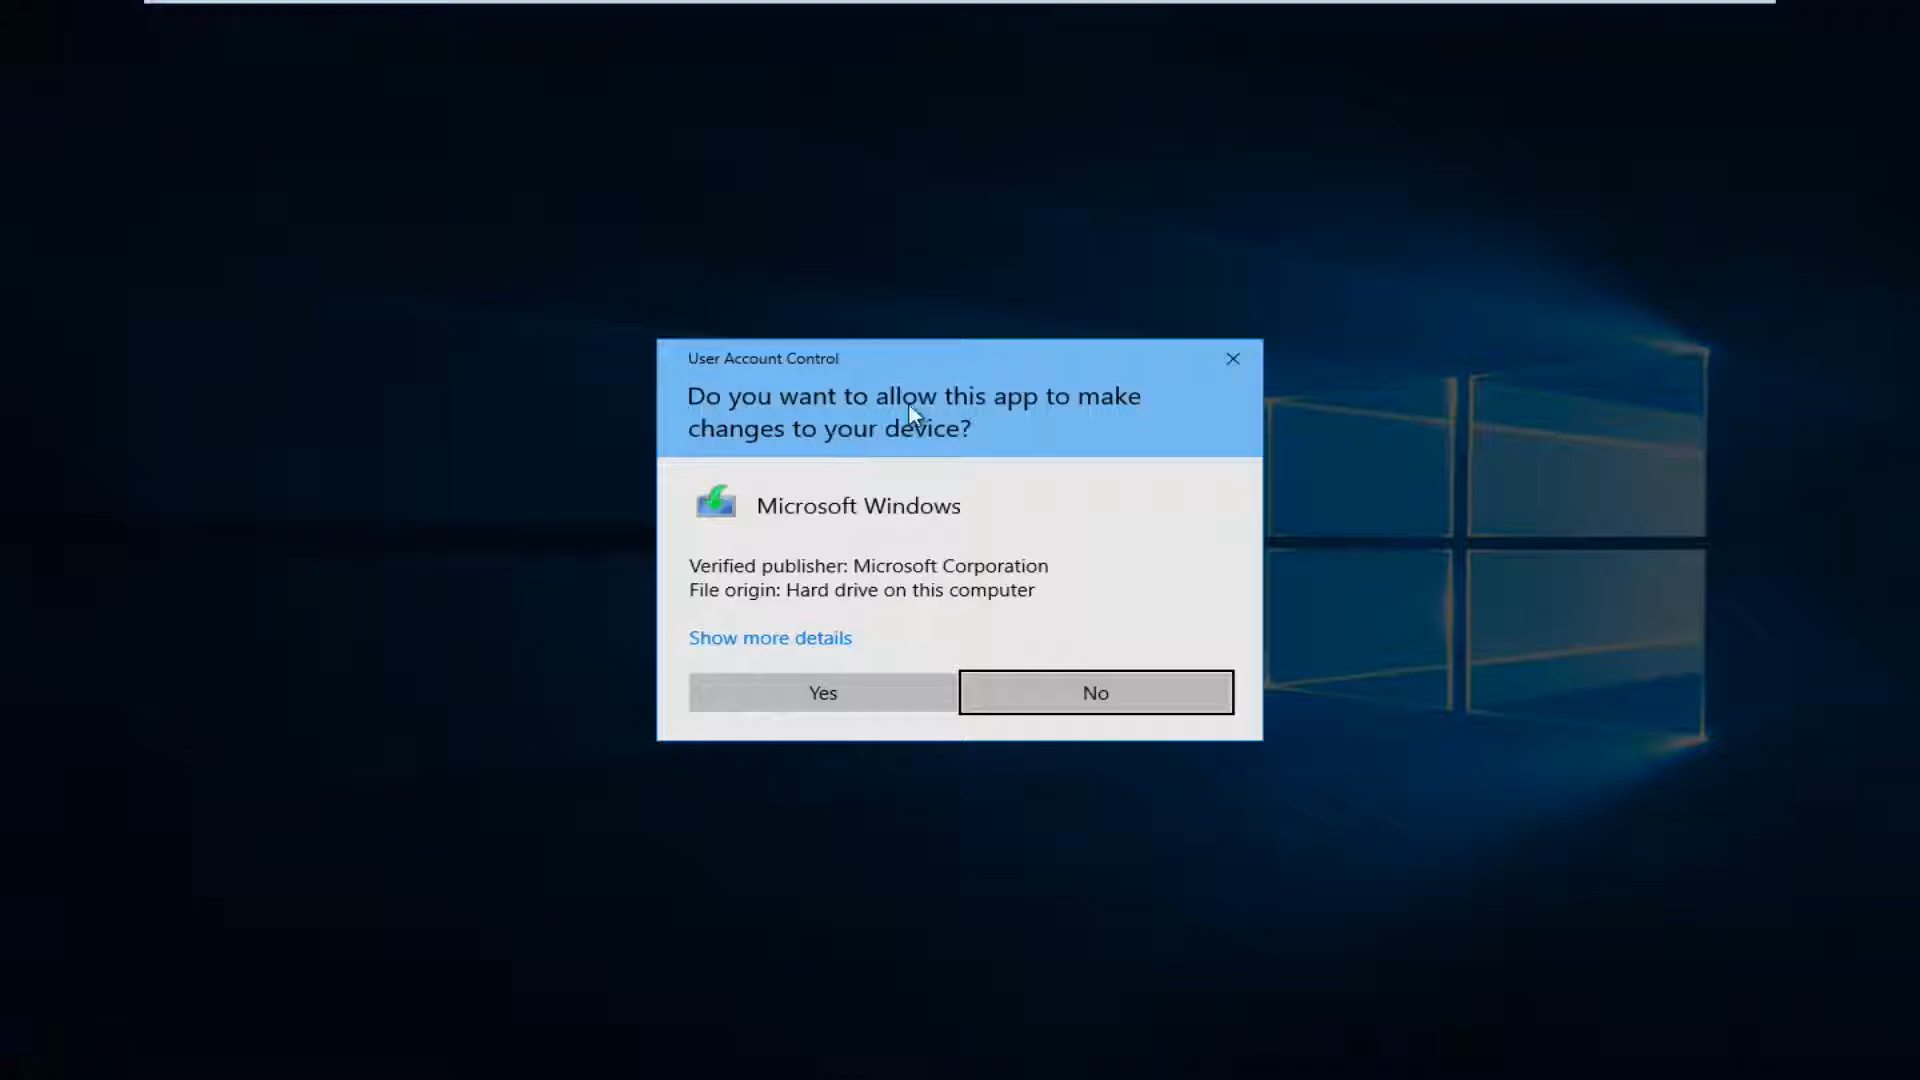 User Account Control
Do you want to allow this app to make
changes to your device?
Microsoft Windows
Verified publisher: Microsoft Corporation
File origin: Hard drive on this computer
Show more details
Yes
No